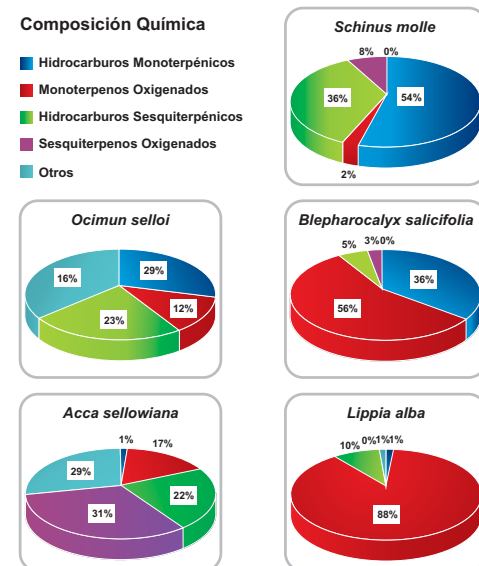 Composición Química
Hidrocarburos Monoterpénicos
Monoterpenos Oxigenados
Hidrocarburos Sesquiterpénicos
Sesquiterpenos Oxigenados
Otros
Schinus molle
8% 0%
36%
54%
2%
Ocimun selloi
16%
29%
12%
23%
Blepharocalyx salicifolia
5%
3%
0%
36%
56%
Acca sellowiana
1%
17%
29%
22%
31%
Lippia alba
10%
0%
1%
1%
88%